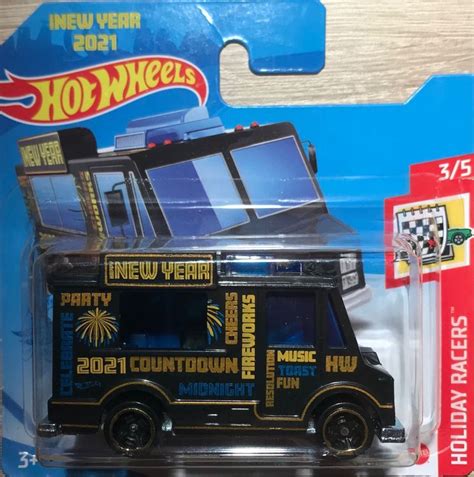 ¡NEW YEAR
2021
Hot Wheels
3/5
¡NEW YEAR
¡NEW YEAR
PARTY
CELEBRATE
CHEERS
FIREWORKS
2021 COUNTDOWN
MIDNIGHT
RESOLUTION
MUSIC
TOAST
FUN
HW
HOLIDAY RACERS™
3+